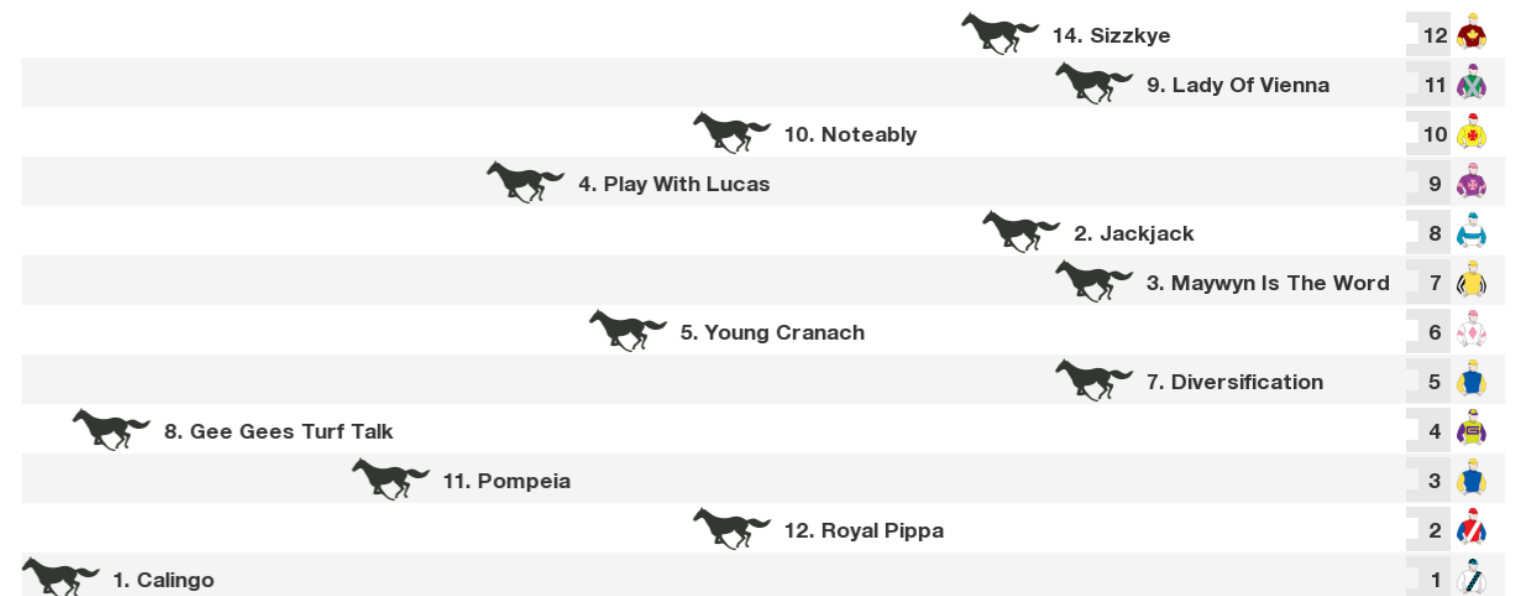 14. Sizzkye 12
9. Lady Of Vienna 11
10. Noteably 10
4. Play With Lucas 9
2. Jackjack 8
3. Maywyn Is The Word 7
5. Young Cranach 6
7. Diversification 5
8. Gee Gees Turf Talk 4
11. Pompeia 3
12. Royal Pippa 2
1. Calingo 1